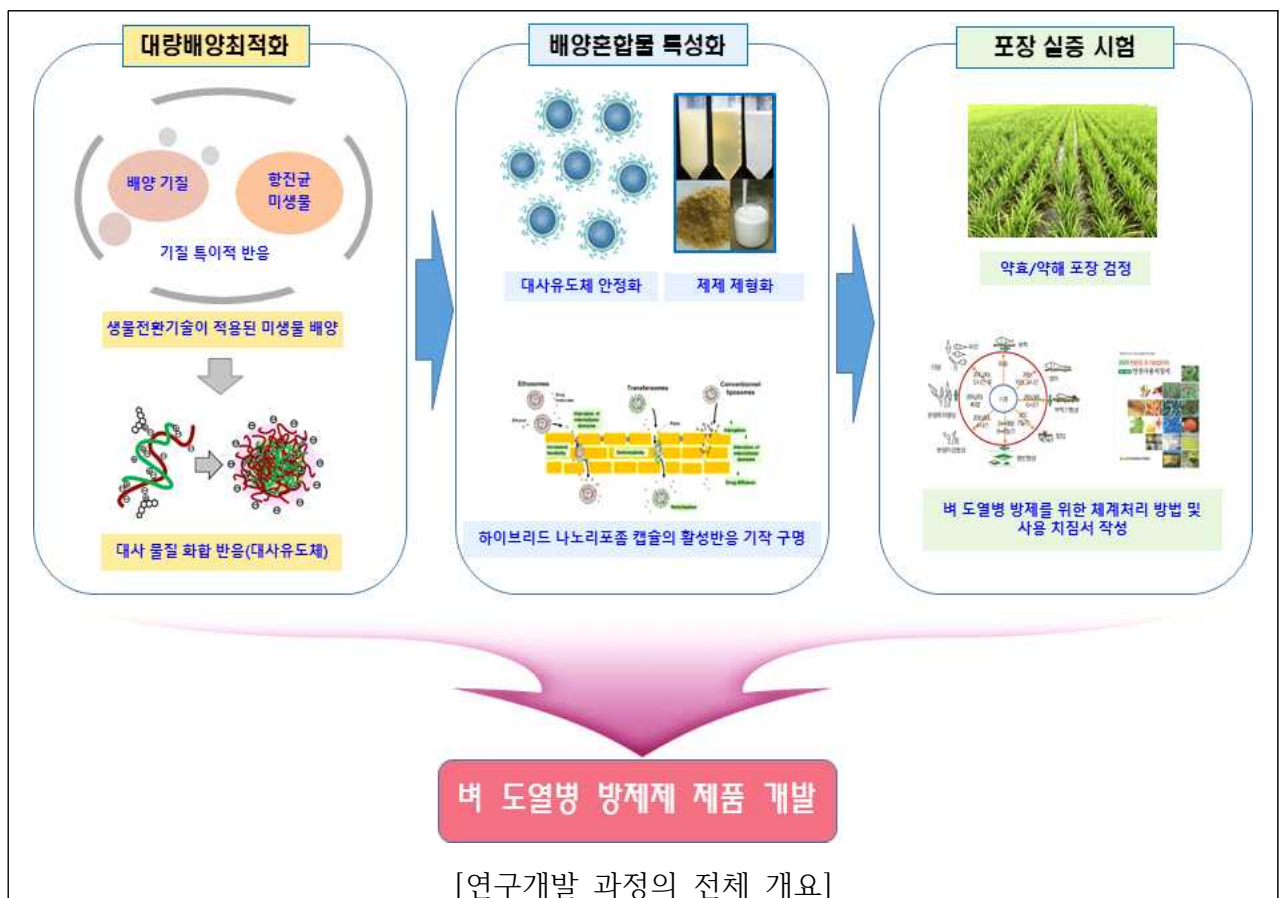 대량배양최적화
배양 기질
항진균
미생물
기질 특이적 반응
생물전환기술이 적용된 미생물 배양
대사 물질 화합 반응(대사유도체)
배양혼합물 특성화
대사유도체 안정화
제제 제형화
Ethosomes
Transferosomes
Conventionnel
liposomes
하이브리드 나노리포좀 캡슐의 활성반응 기작 구명
포장 실증 시험
약효/약해 포장 검정
벼 도열병 방제를 위한 체계처리 방법 및
사용 치짐서 작성
벼 도열병 방제제 제품 개발
[연구개발 과정의 전체 개요]